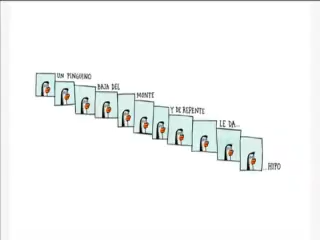 UN PINGÜINO
BAJA DEL
MONTE
Y DE REPENTE
LE DA...
...HIPO